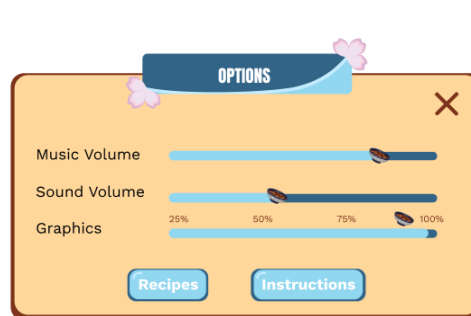 OPTIONS
Music Volume
Sound Volume
25% 50% 75% 100%
Graphics
Recipes Instructions